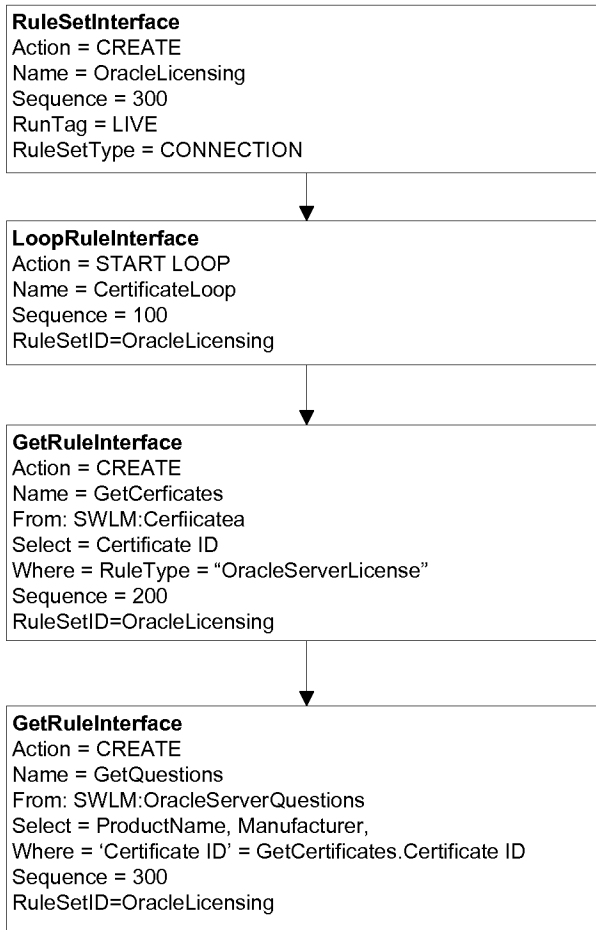 RuleSetInterface
Action = CREATE
Name = OracleLicensing
Sequence = 300
RunTag = LIVE
RuleSetType = CONNECTION
LoopRuleInterface
Action = START LOOP
Name = CertificateLoop
Sequence = 100
RuleSetID=OracleLicensing
GetRuleInterface
Action = CREATE
Name = GetCerficates
From: SWLM:Cerfiicatea
Select = Certificate ID
Where = RuleType = “OracleServerLicense”
Sequence = 200
RuleSetID=OracleLicensing
GetRuleInterface
Action = CREATE
Name = GetQuestions
From: SWLM:OracleServerQuestions
Select = ProductName, Manufacturer,
Where = ‘Certificate ID’ = GetCertificates.Certificate ID
Sequence = 300
RuleSetID=OracleLicensing